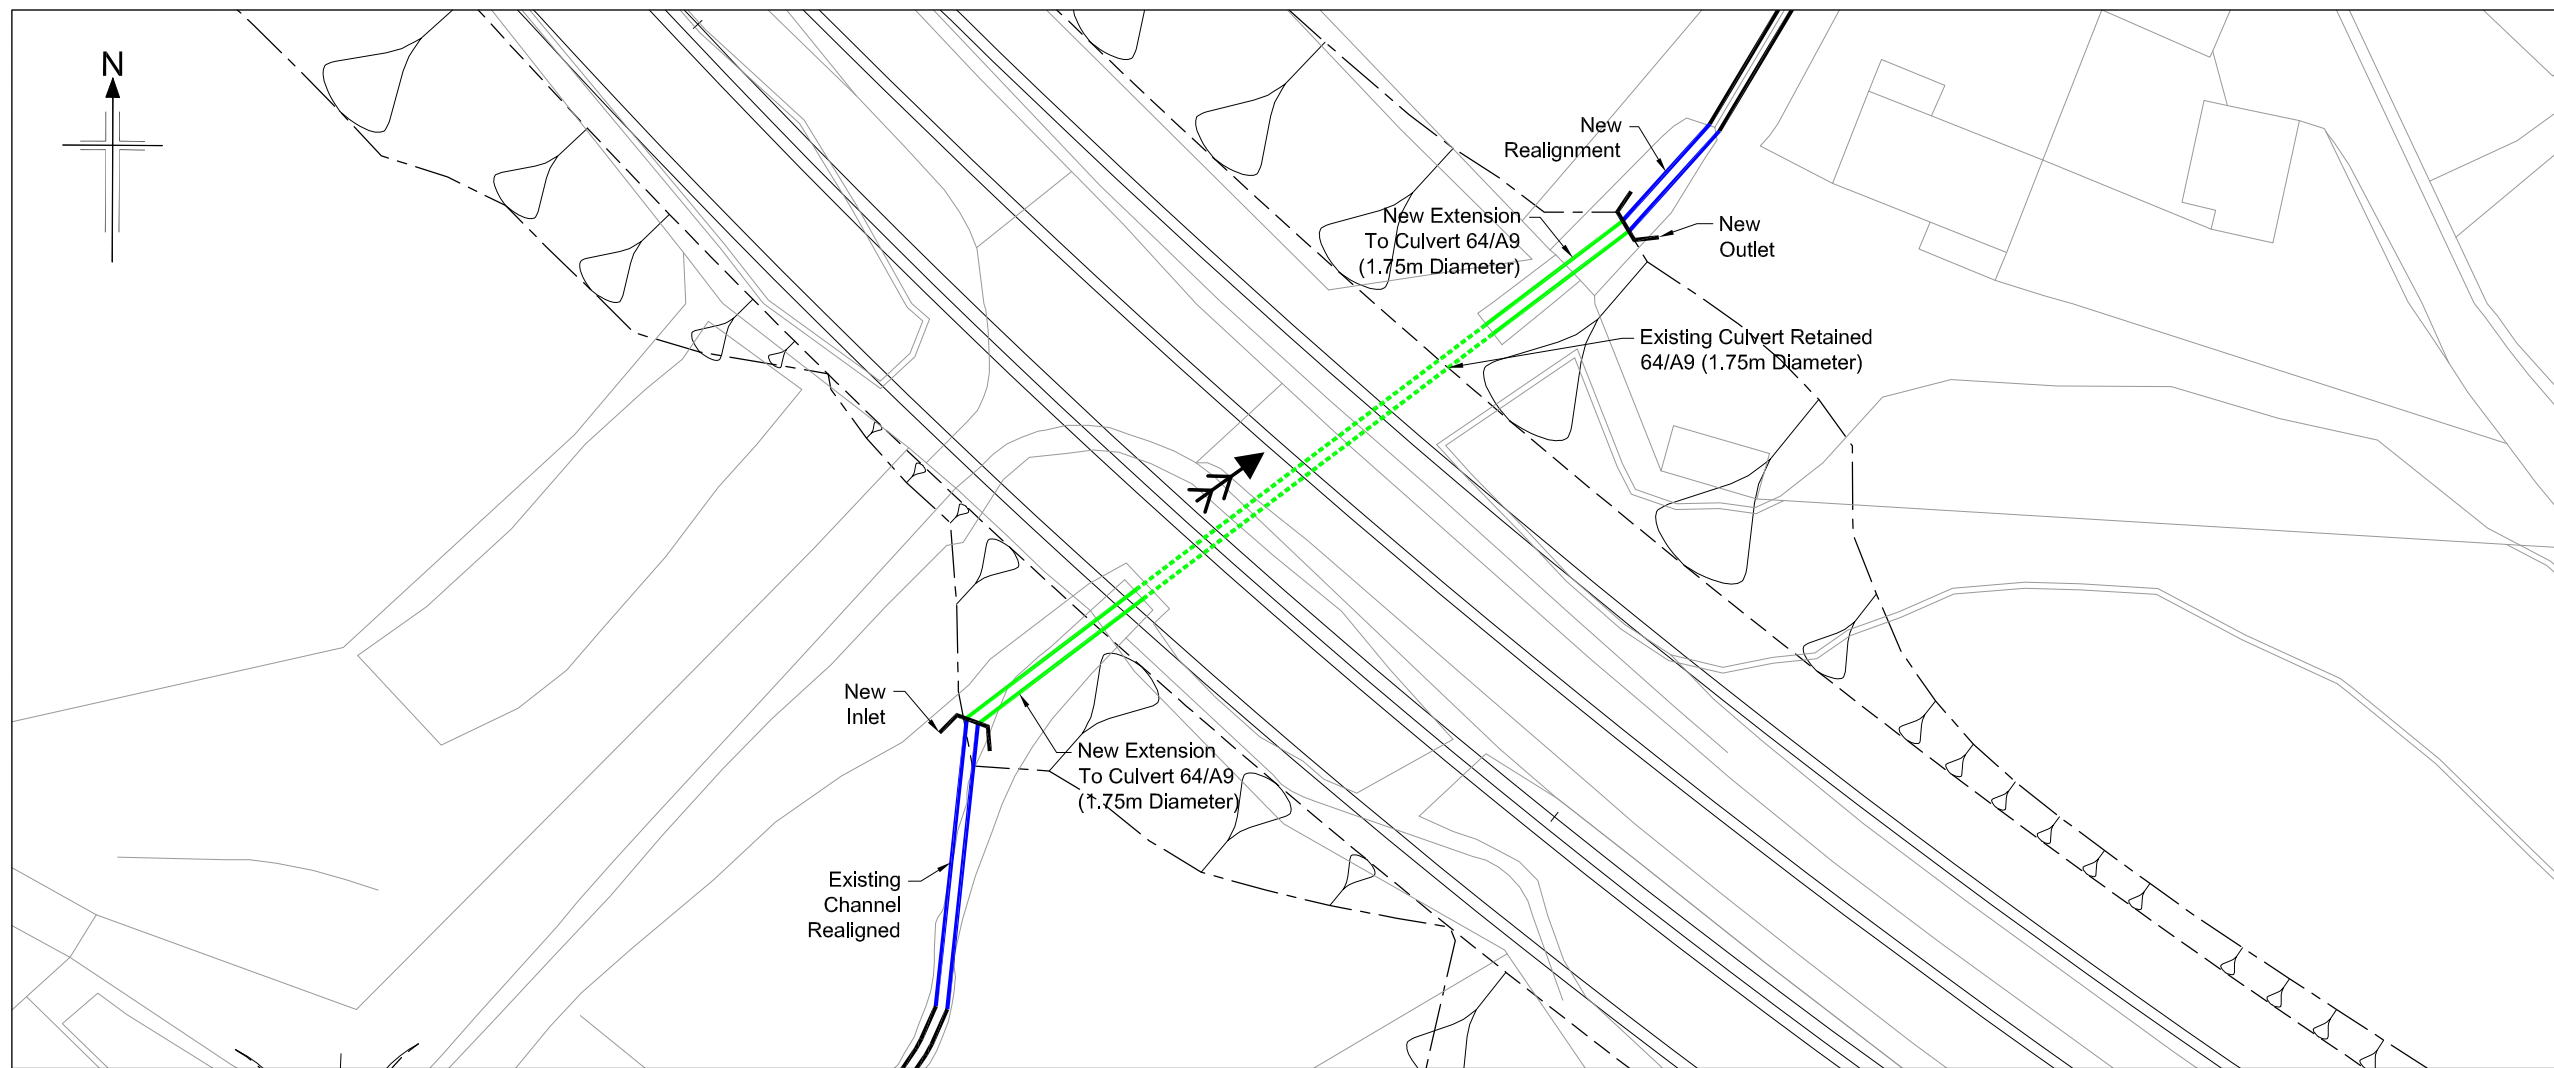 N
New
Realignment
New Extension
To Culvert 64/A9
(1.75m Diameter)
New
Outlet
Existing Culvert Retained
64/A9 (1.75m Diameter)
New
Inlet
New Extension
To Culvert 64/A9
(1.75m Diameter)
Existing
Channel
Realigned